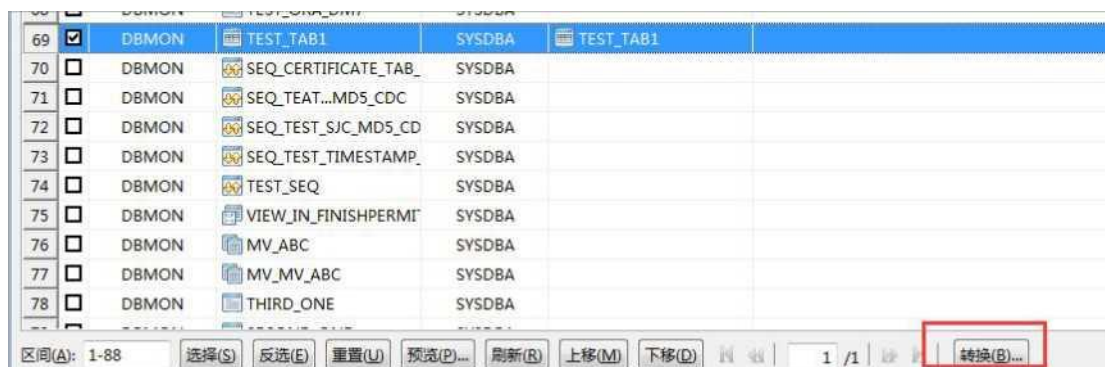 69 DBMON TEST_TAB1 SYSDBA TEST_TAB1
70 DBMON SEQ_CERTIFICATE_TAB_ SYSDBA
71 DBMON SEQ_TEAT...MD5_CDC SYSDBA
72 DBMON SEQ_TEST_SJC_MD5_CD SYSDBA
73 DBMON SEQ_TEST_TIMESTAMP_ SYSDBA
74 DBMON TEST_SEQ SYSDBA
75 DBMON VIEW_IN_FINISHPERMI SYSDBA
76 DBMON MV_ABC SYSDBA
77 DBMON MV_MV_ABC SYSDBA
78 DBMON THIRD_ONE SYSDBA
区间(A): 1-88 选择(S) 反选(E) 重置(U) 预览(P)... 刷新(R) 上移(M) 下移(D) 1 /1 转换(B)...